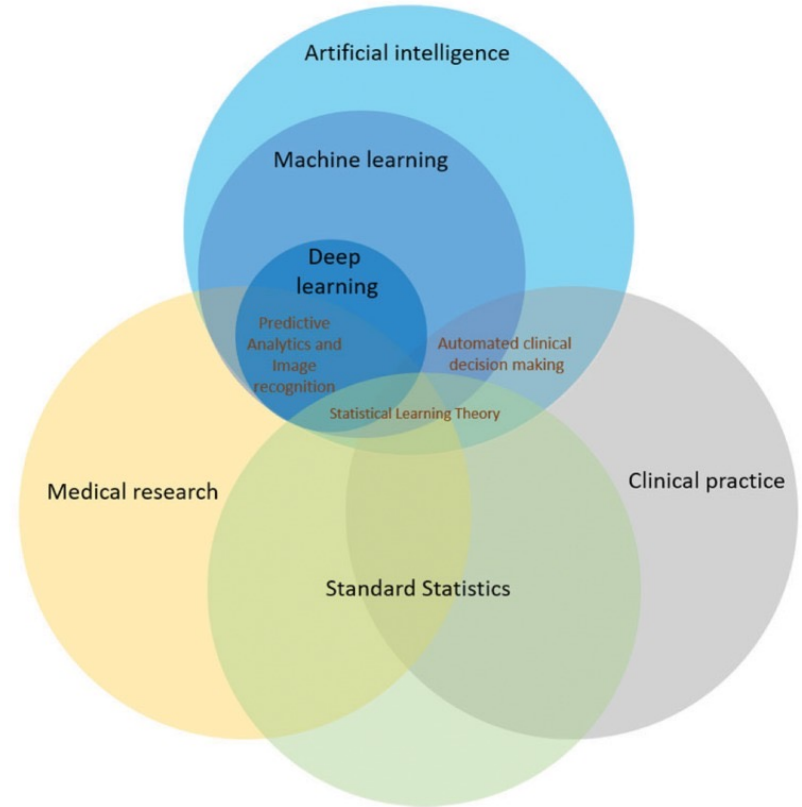 Artificial intelligence
Machine learning
Deep
learning
Predictive
Analytics and
Image
recognition
Automated clinical
decision making
Statistical Learning Theory
Medical research
Clinical practice
Standard Statistics